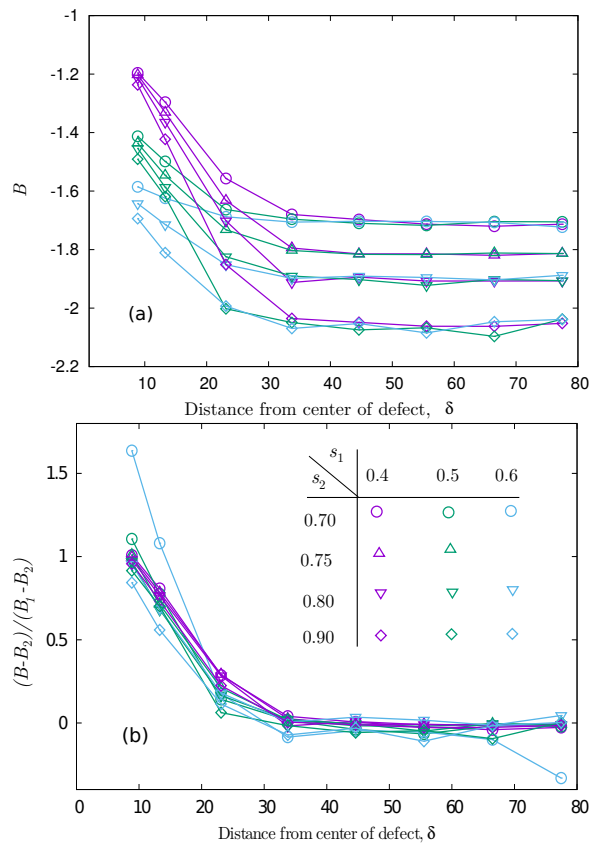 -1
-1.2
-1.4
-1.6
-1.8
-2
-2.2
B
(a)
10 20 30 40 50 60 70 80
Distance from center of defect, δ
1.5
1
0.5
0
(B-B2)/(B1-B2)
s1
s2
0.4 0.5 0.6
0.70
0.75
0.80
0.90
(b)
0 10 20 30 40 50 60 70 80
Distance from center of defect, δ